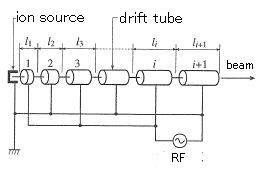 ion source drift tube
l₁ l₂ l₃ lᵢ lᵢ₊₁
1 2 3 i i+1 beam
RF